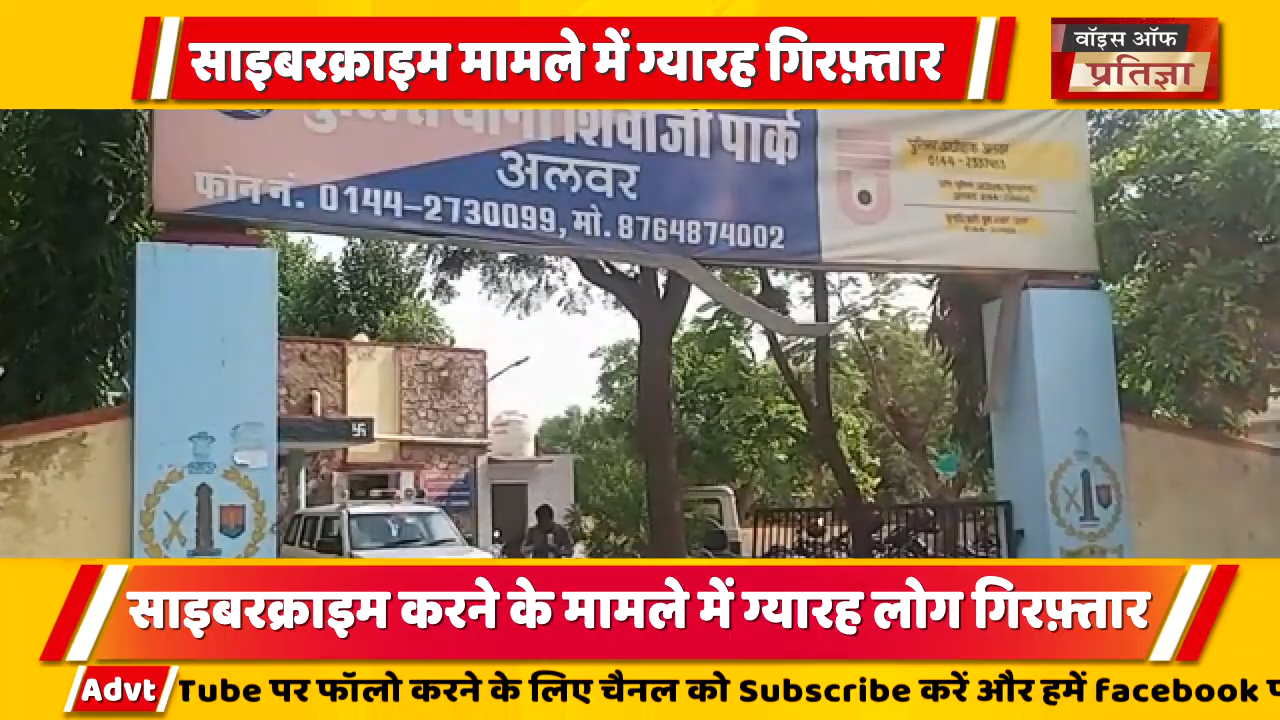 साइबरक्राइम मामले में ग्यारह गिरफ़्तार
वॉइस ऑफ
प्रतिज्ञा
शिवाजी पार्क
अलवर
फोन नं. 0144-2730099, मो. 8764874002
साइबरक्राइम करने के मामले में ग्यारह लोग गिरफ़्तार
Advt Tube पर फॉलो करने के लिए चैनल को Subscribe करें और हमें facebook